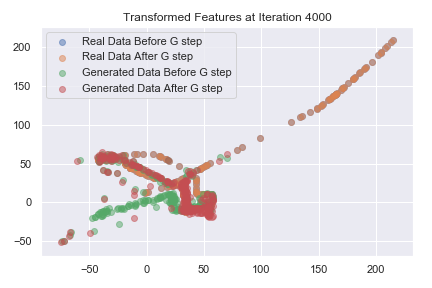 Transformed Features at Iteration 4000
Real Data Before G step
Real Data After G step
Generated Data Before G step
Generated Data After G step
200
150
100
50
0
−50
−50 0 50 100 150 200